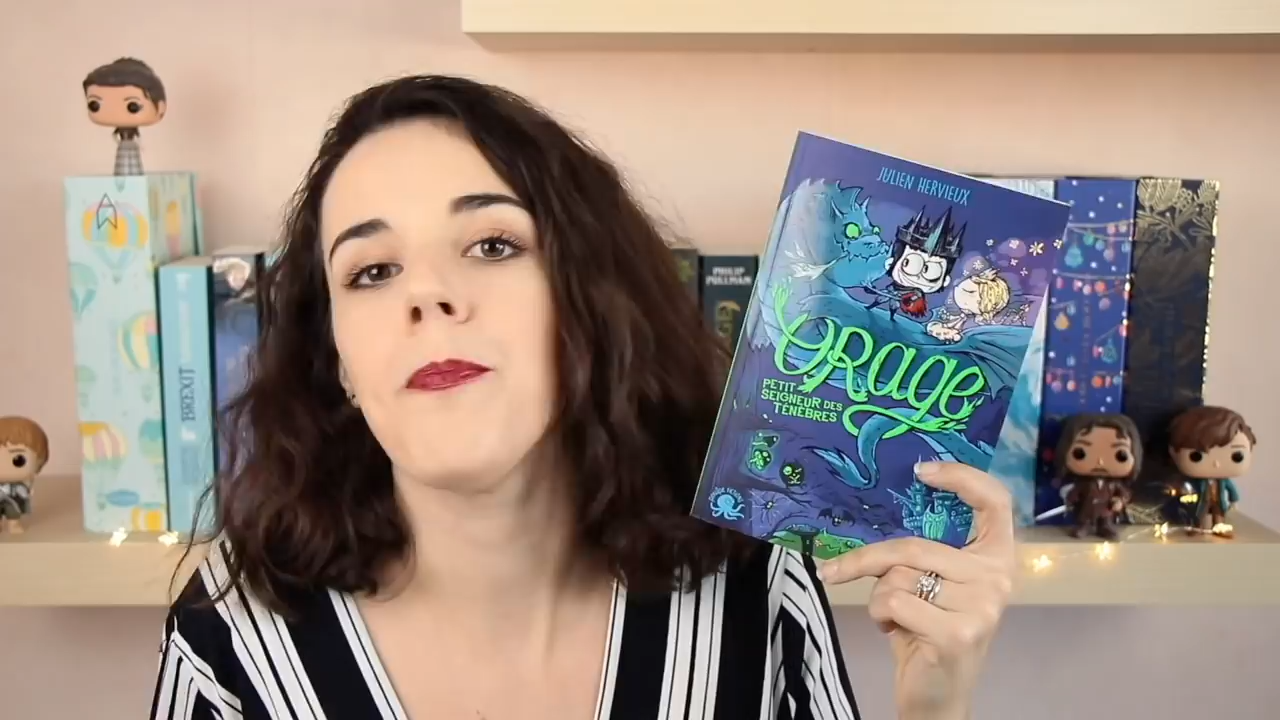 JULIEN HERVIEUX
ORAGE
PETIT
SEIGNEUR DES
TÉNÈBRES
BREXIT
PHILIP
PULLMAN